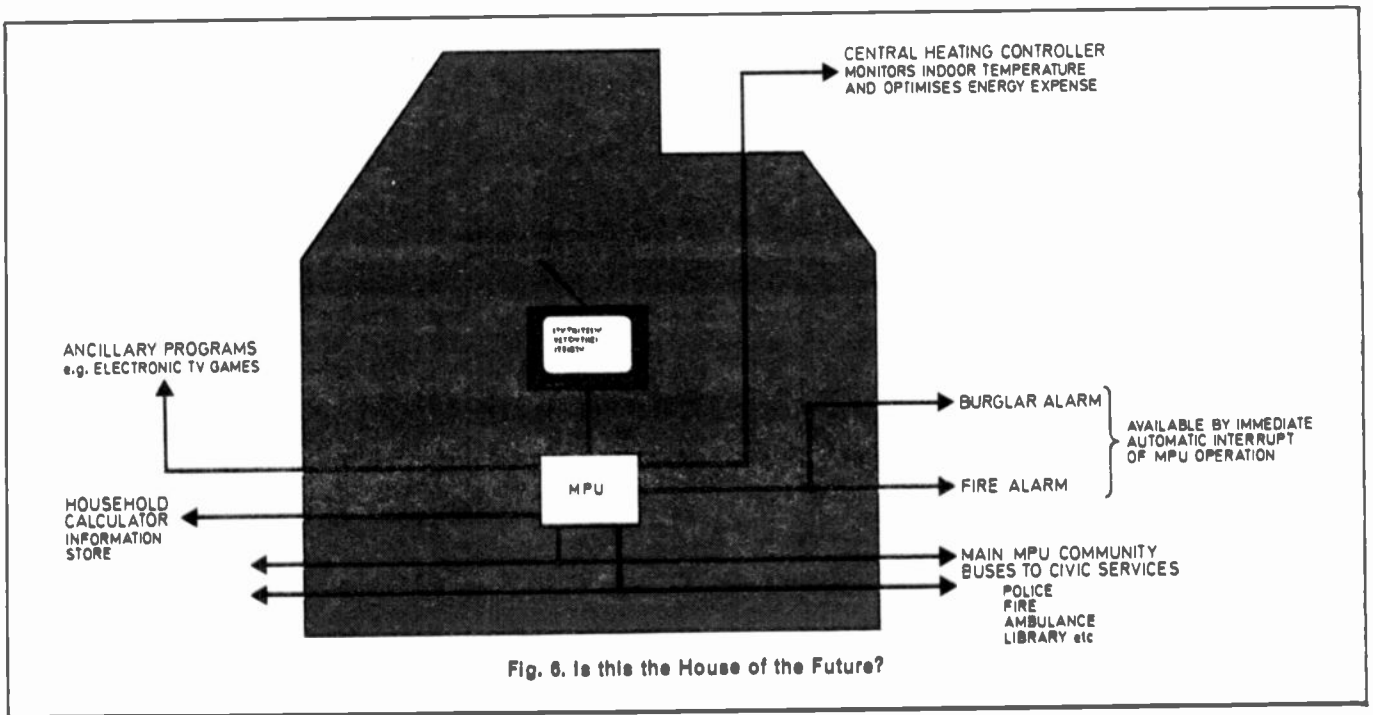 CENTRAL HEATING CONTROLLER
MONITORS INDOOR TEMPERATURE
AND OPTIMISES ENERGY EXPENSE
ANCILLARY PROGRAMS
e.g. ELECTRONIC TV GAMES
BURGLAR ALARM
AVAILABLE BY IMMEDIATE
AUTOMATIC INTERRUPT
OF MPU OPERATION
MPU
FIRE ALARM
HOUSEHOLD
CALCULATOR
INFORMATION
STORE
MAIN MPU COMMUNITY
BUSES TO CIVIC SERVICES
POLICE
FIRE
AMBULANCE
LIBRARY etc
Fig. 6. Is this the House of the Future?